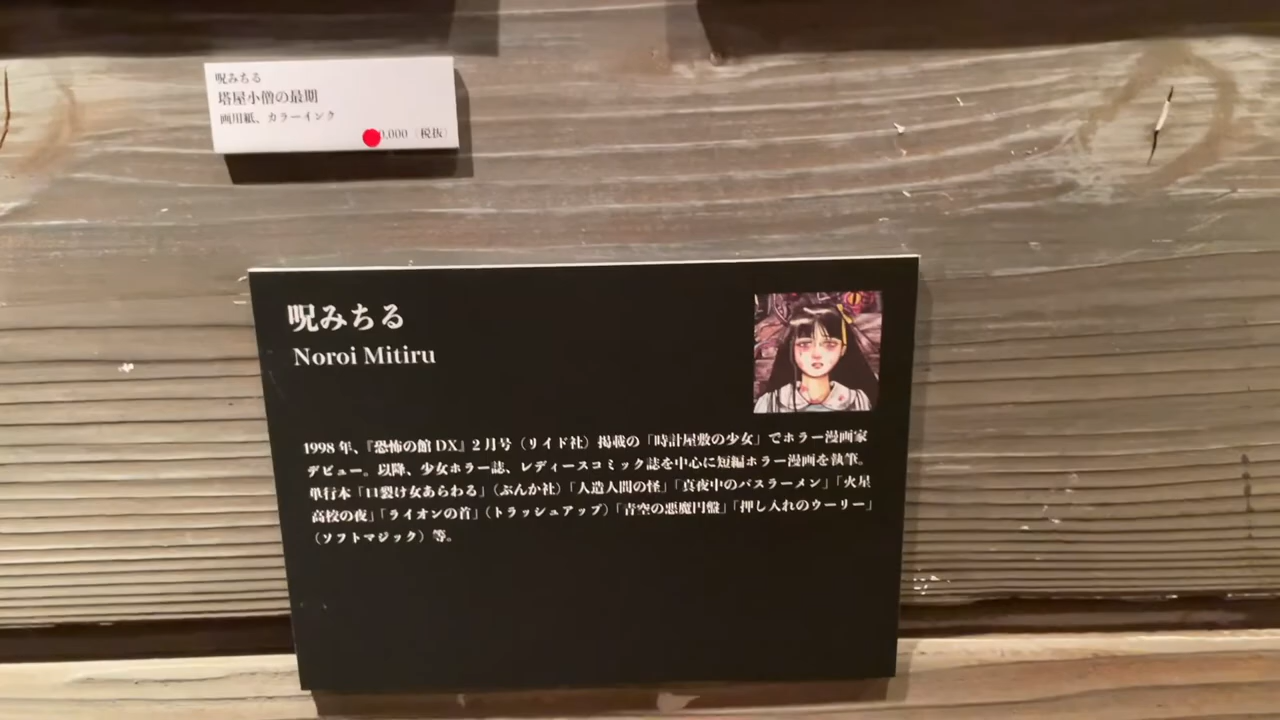 呪みちる
塔屋小僧の最期
画用紙、カラーインク
0,000（税抜）
呪みちる
Noroi Mitiru
1998 年、『恐怖の館 DX』2 月号（リイド社）掲載の「時計屋敷の少女」でホラー漫画家
デビュー。以降、少女ホラー誌、レディースコミック誌を中心に短編ホラー漫画を執筆。
単行本「口裂け女あらわる」（ぶんか社）「人造人間の怪」「真夜中のバスラーメン」「火星
高校の夜」「ライオンの首」（トラッシュアップ）「青空の悪魔円盤」「押し入れのウーリー」
（ソフトマジック）等。